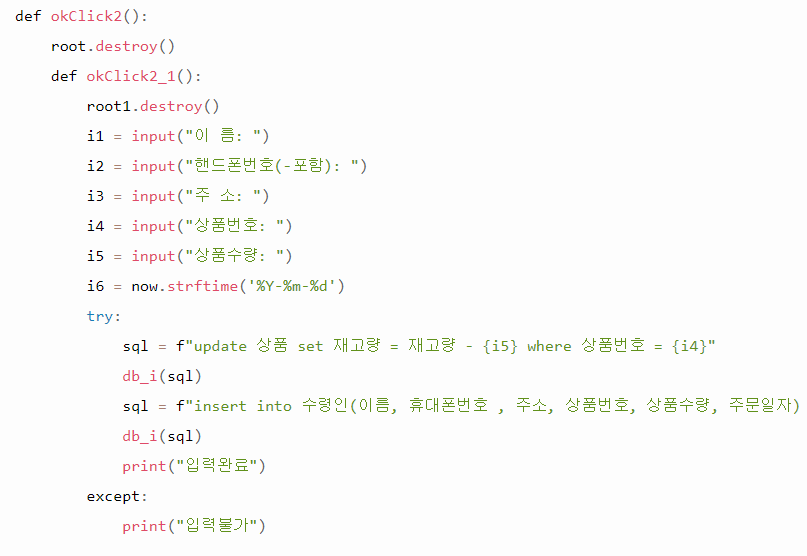 def okClick2():
    root.destroy()
    def okClick2_1():
        root1.destroy()
        i1 = input("이 름: ")
        i2 = input("핸드폰번호(-포함): ")
        i3 = input("주 소: ")
        i4 = input("상품번호: ")
        i5 = input("상품수량: ")
        i6 = now.strftime('%Y-%m-%d')
        try:
            sql = f"update 상품 set 재고량 = 재고량 - {i5} where 상품번호 = {i4}"
            db_i(sql)
            sql = f"insert into 수령인(이름, 휴대폰번호 , 주소, 상품번호, 상품수량, 주문일자)
            db_i(sql)
            print("입력완료")
        except:
            print("입력불가")